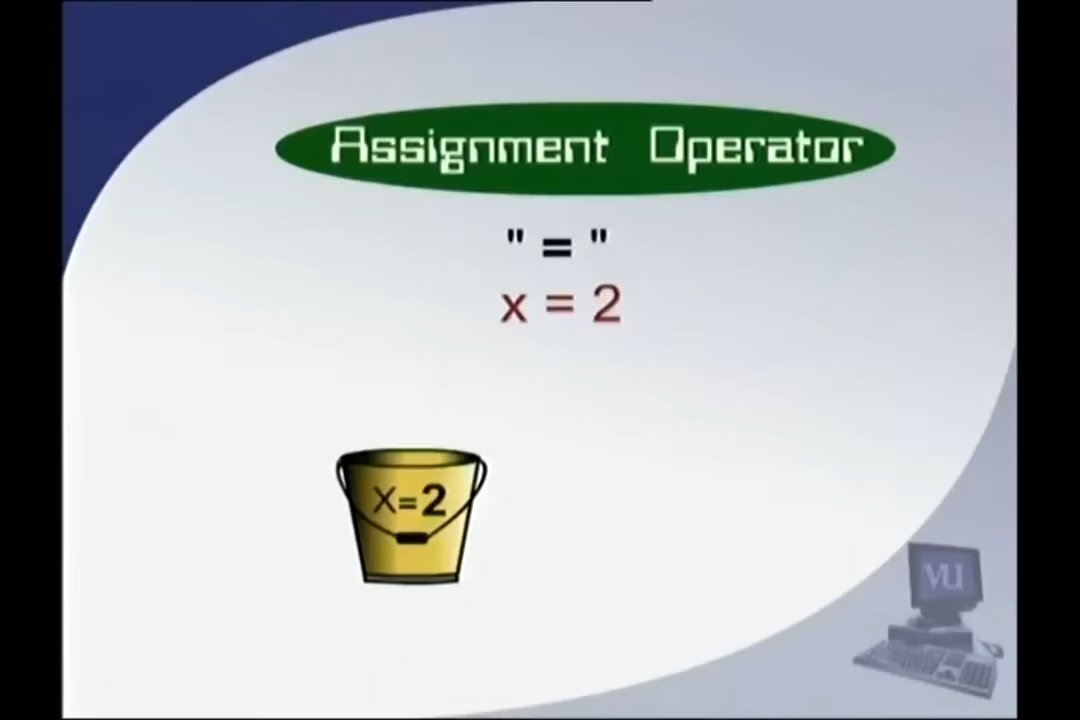 Assignment Operator
" = "
x = 2
X=2
VU